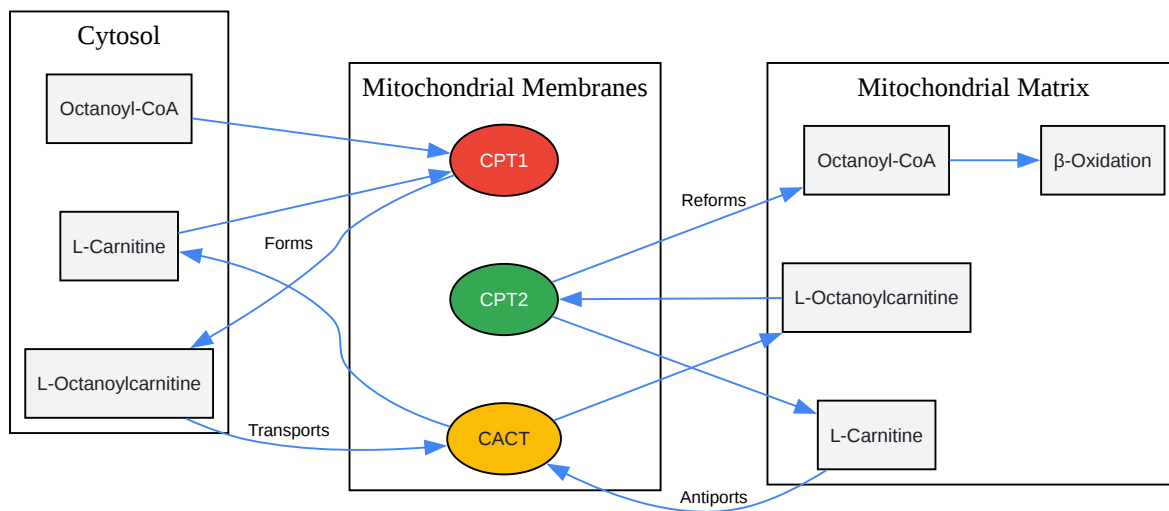 Cytosol
Octanoyl-CoA
L-Carnitine
L-Octanoylcarnitine
Forms
Transports
Mitochondrial Membranes
CPT1
CPT2
CACT
Reforms
Antiports
Mitochondrial Matrix
Octanoyl-CoA
β-Oxidation
L-Octanoylcarnitine
L-Carnitine